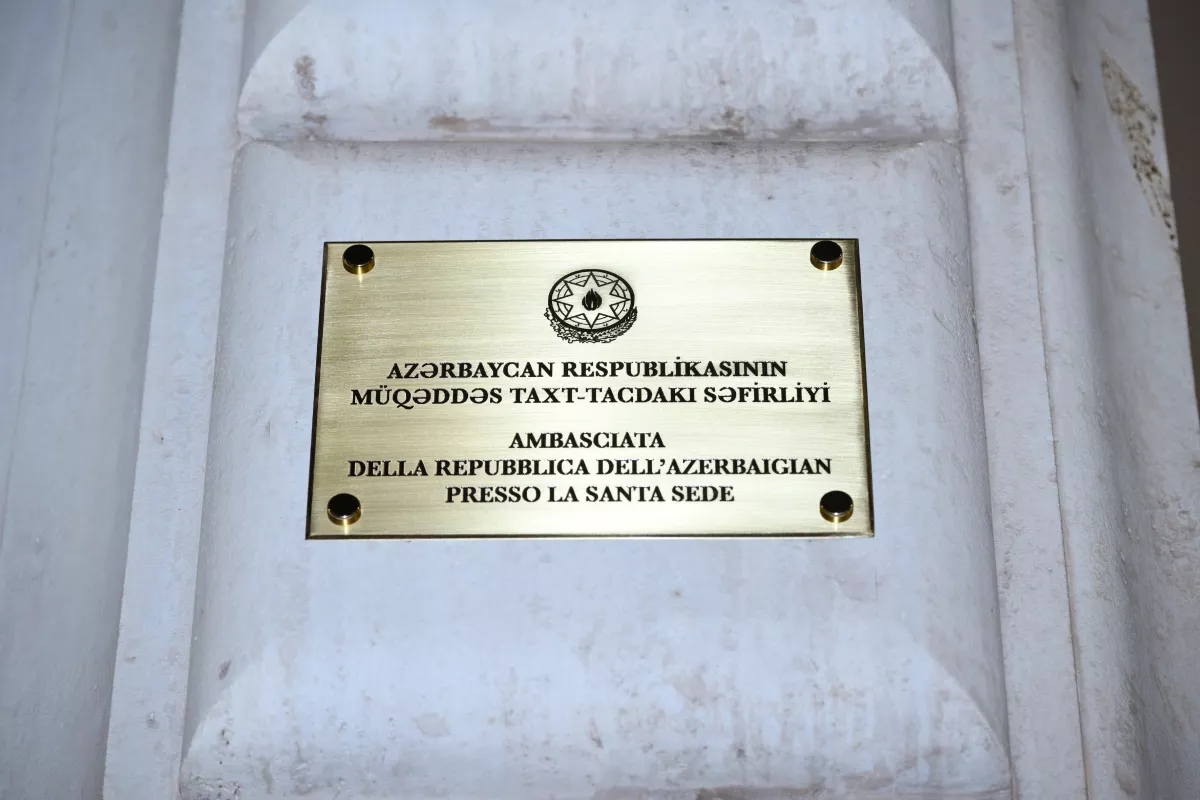 AZƏRBAYCAN RESPUBLİKASININ
MÜQƏDDƏS TAXT-TACDAKI SƏFİRLİYİ
AMBASCIATA
DELLA REPUBBLICA DELL'AZERBAIGIAN
PRESSO LA SANTA SEDE